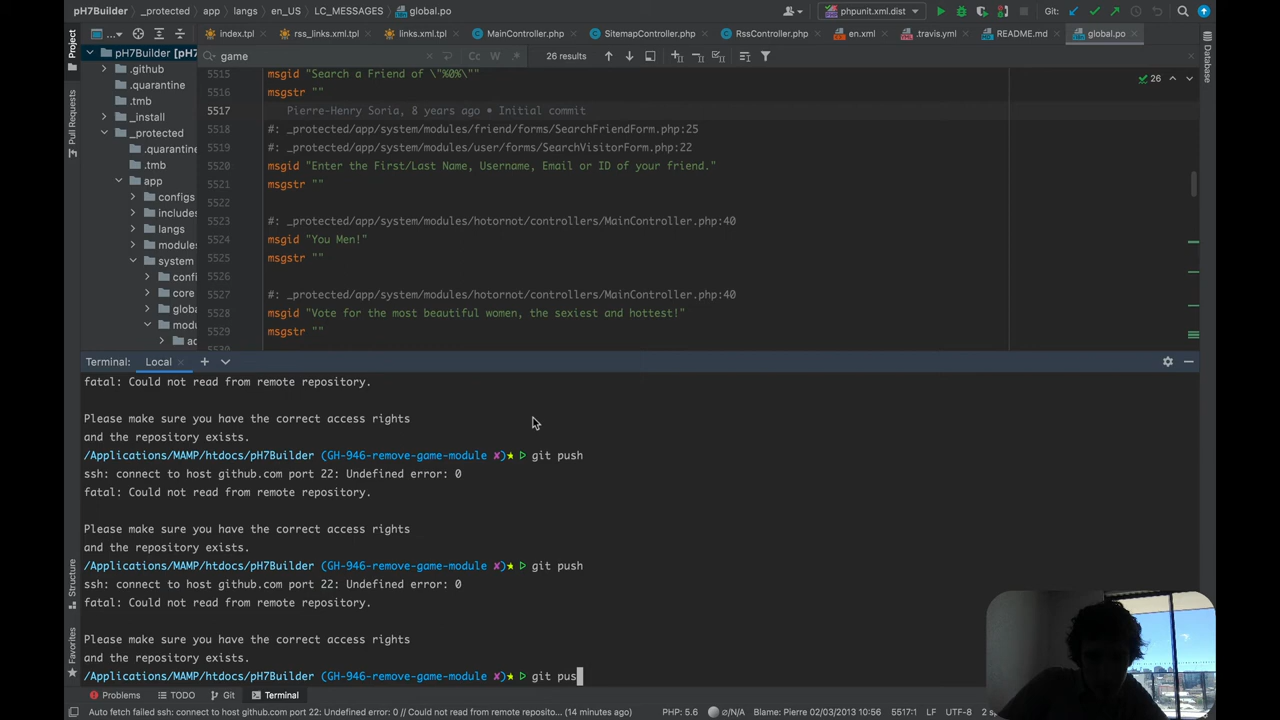 pH7Builder › _protected › app › langs › en_US › LC_MESSAGES › global.po
phpunit.xml.dist
Git:
Project
...
index.tpl
rss_links.xml.tpl
links.xml.tpl
MainController.php
SitemapController.php
RssController.php
en.xml
.travis.yml
README.md
global.po
Database
pH7Builder [pH7
game
Cc W .*
26 results
.github
.quarantine
.tmb
_install
_protected
.quarantine
.tmb
app
configs
includes
langs
modules
system
confi
core
globa
modu
ac
Pull Requests
26
5515 msgid "Search a Friend of \"%0%\""
5516 msgstr ""
5517 Pierre-Henry Soria, 8 years ago • Initial commit
5518 #: _protected/app/system/modules/friend/forms/SearchFriendForm.php:25
5519 #: _protected/app/system/modules/user/forms/SearchVisitorForm.php:22
5520 msgid "Enter the First/Last Name, Username, Email or ID of your friend."
5521 msgstr ""
5522
5523 #: _protected/app/system/modules/hotornot/controllers/MainController.php:40
5524 msgid "You Men!"
5525 msgstr ""
5526
5527 #: _protected/app/system/modules/hotornot/controllers/MainController.php:40
5528 msgid "Vote for the most beautiful women, the sexiest and hottest!"
5529 msgstr ""
5530
Terminal: Local
fatal: Could not read from remote repository.
Please make sure you have the correct access rights
and the repository exists.
/Applications/MAMP/htdocs/pH7Builder (GH-946-remove-game-module ✘)★ ▷ git push
ssh: connect to host github.com port 22: Undefined error: 0
fatal: Could not read from remote repository.
Please make sure you have the correct access rights
and the repository exists.
/Applications/MAMP/htdocs/pH7Builder (GH-946-remove-game-module ✘)★ ▷ git push
ssh: connect to host github.com port 22: Undefined error: 0
fatal: Could not read from remote repository.
Please make sure you have the correct access rights
and the repository exists.
/Applications/MAMP/htdocs/pH7Builder (GH-946-remove-game-module ✘)★ ▷ git pus
Structure
Favorites
Problems
TODO
Git
Terminal
Auto fetch failed ssh: connect to host github.com port 22: Undefined error: 0 // Could not read from remote reposito... (14 minutes ago)
PHP: 5.6
⊘/N/A
Blame: Pierre 02/03/2013 10:56
5517:1
LF
UTF-8
2 s